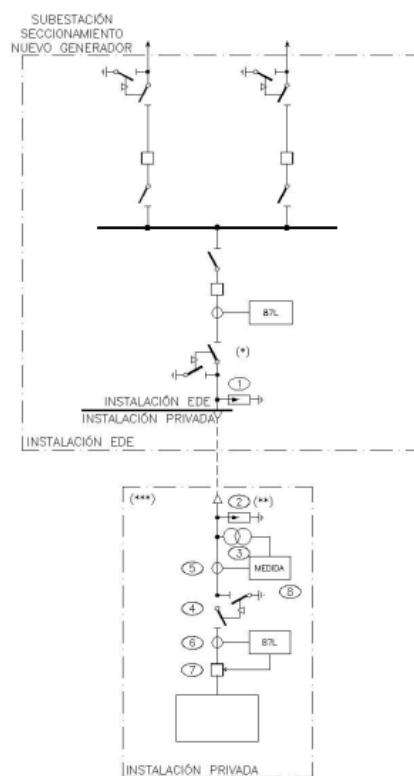 SUBESTACIÓN
SECCIONAMIENTO
NUEVO GENERADOR
87L
(*)
1
INSTALACIÓN EDE
INSTALACIÓN PRIVADA
INSTALACIÓN EDE
(***)
2 (**)
3
5 MEDIDA
8
4
6 87L
7
INSTALACIÓN PRIVADA